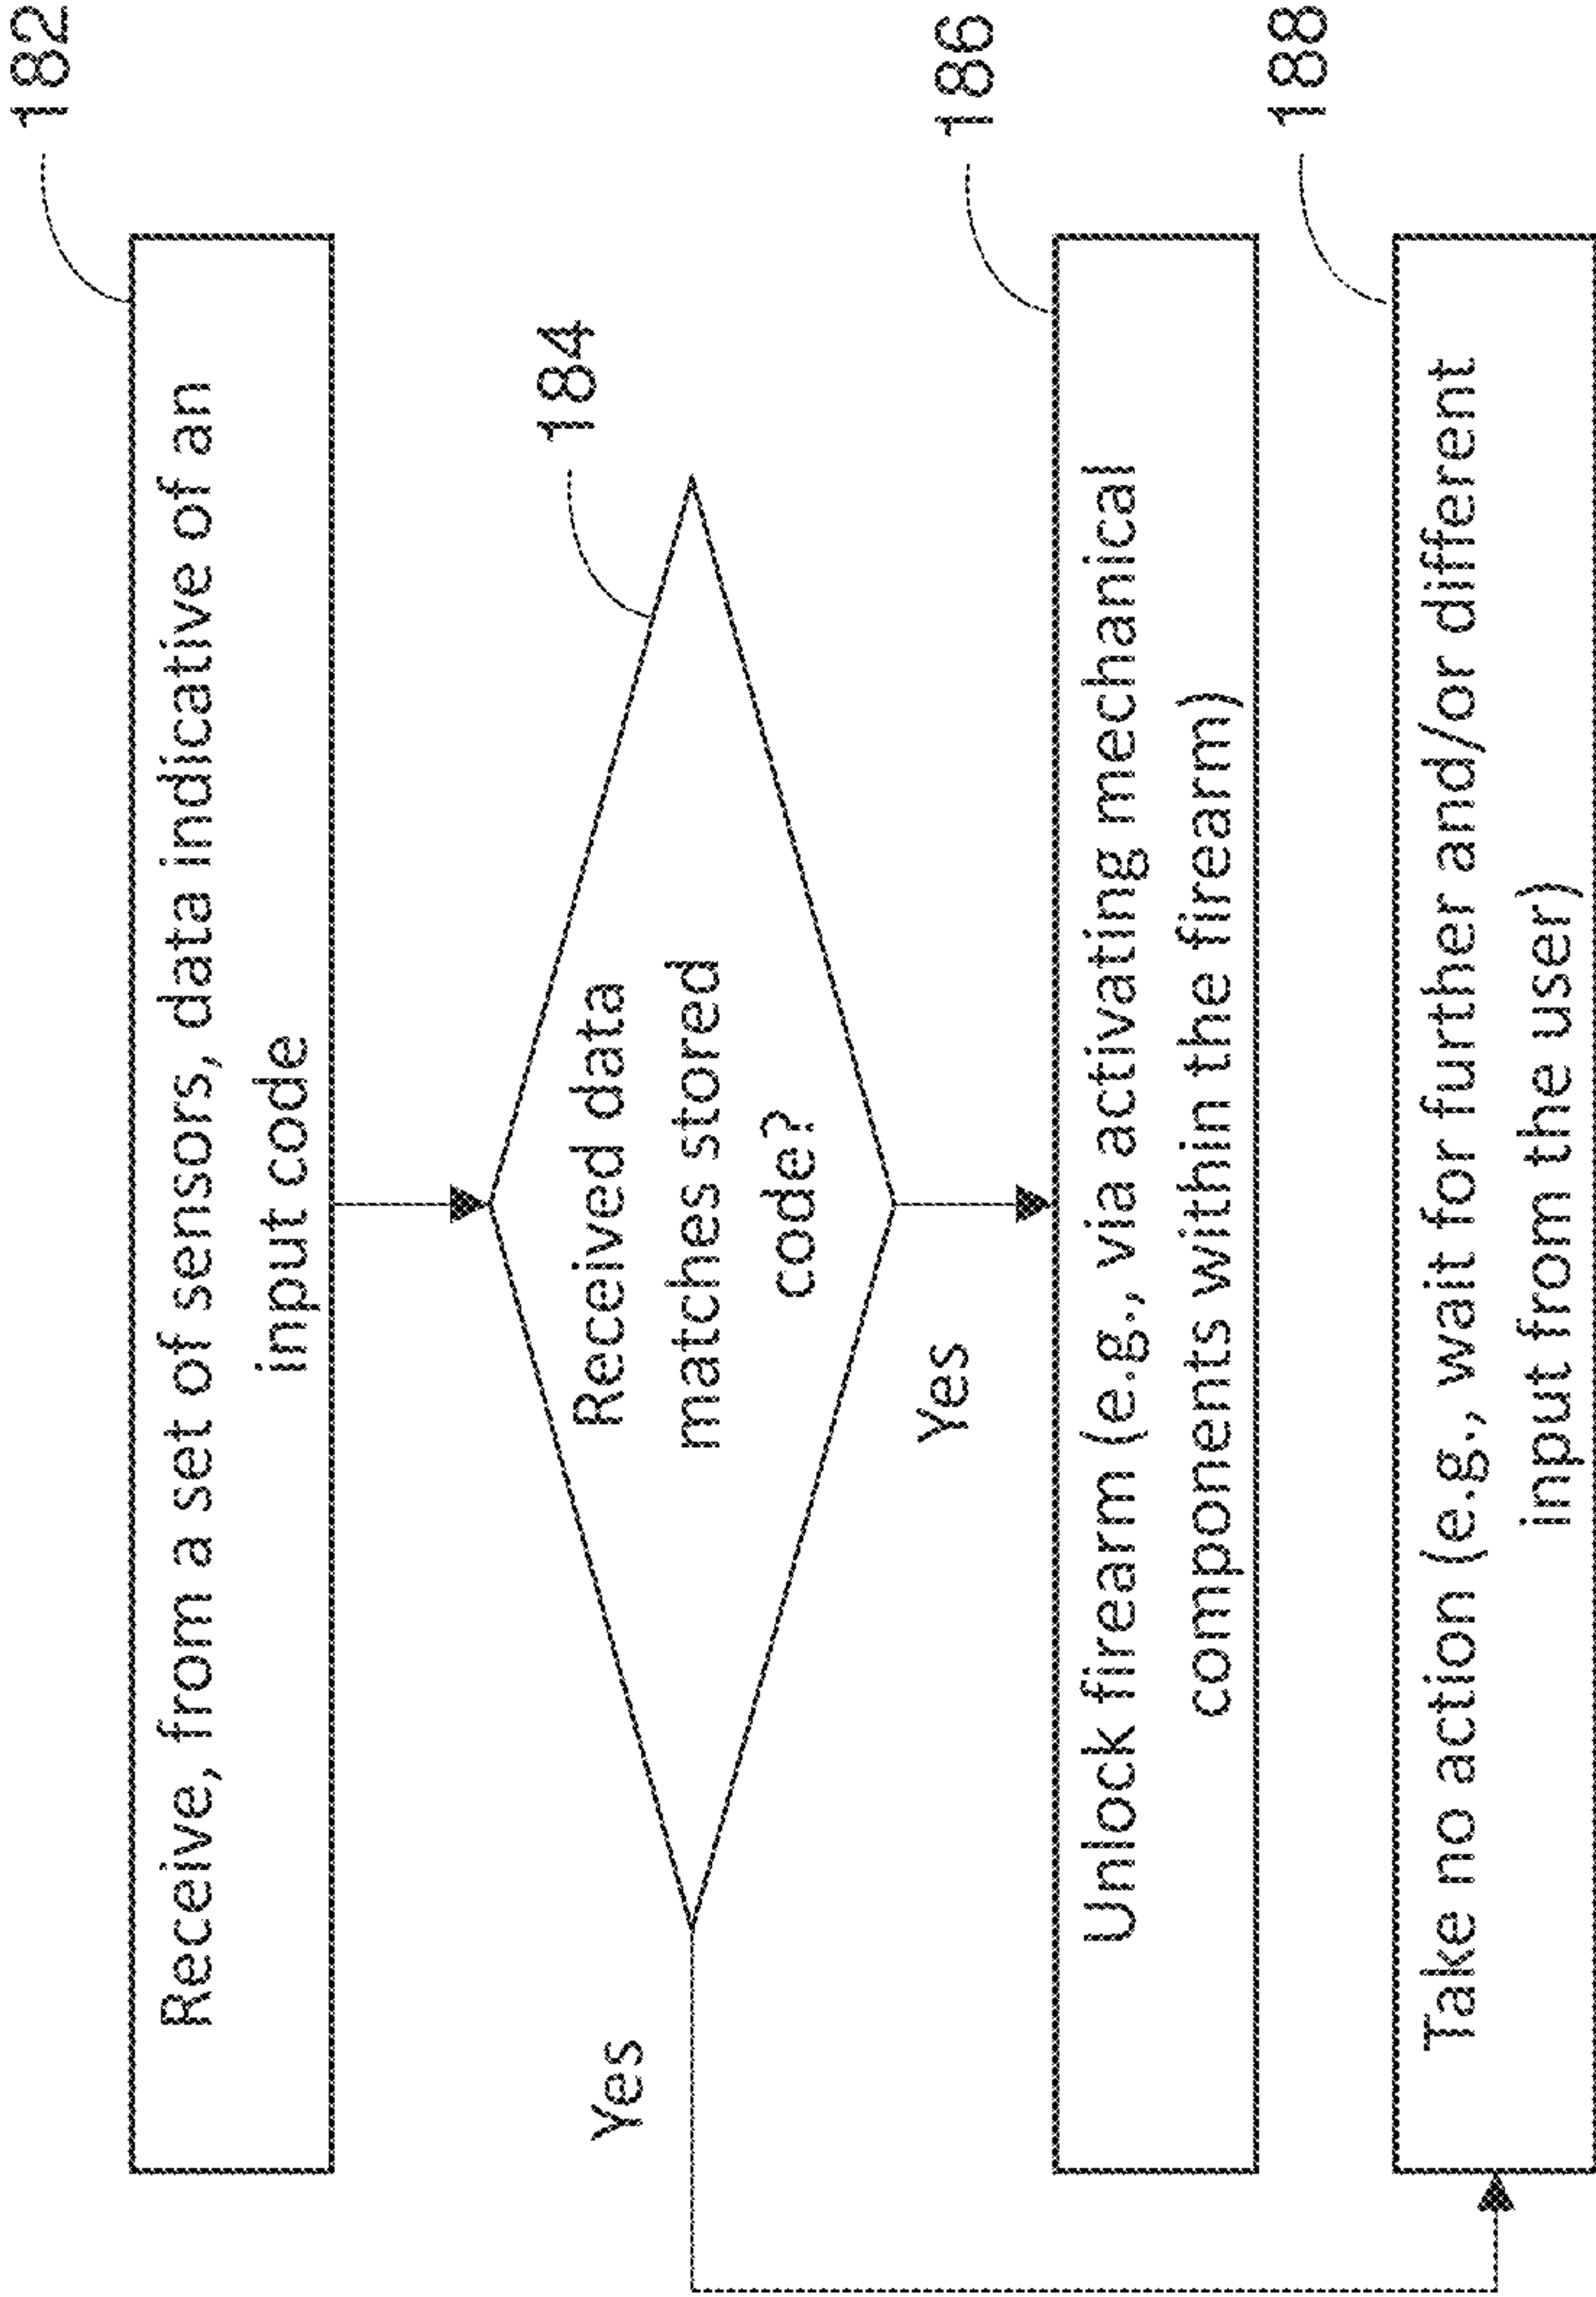 182
Receive, from a set of sensors, data indicative of an
input code
184
Received data
matches stored
code?
Yes
Yes
186
Unlock firearm (e.g., via activating mechanical
components within the firearm)
188
Take no action (e.g., wait for further and/or different
input from the user)